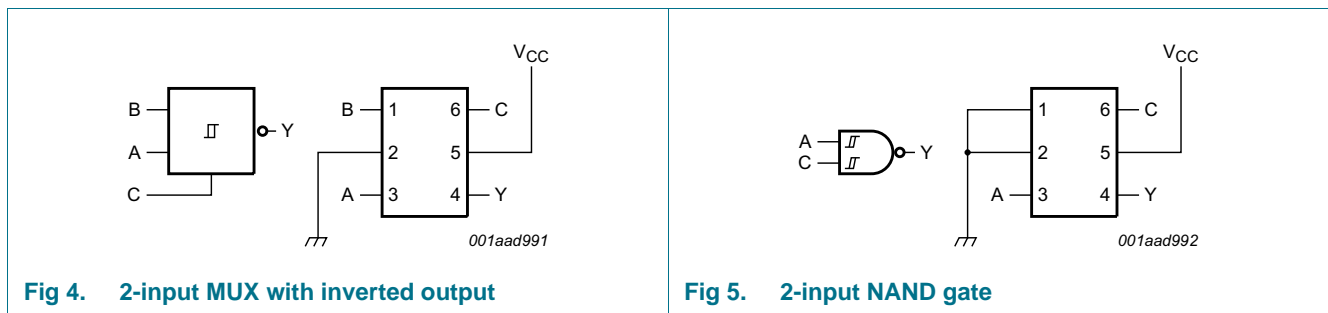 VCC
B 1 6 C
B
Y
A 2 5
C A 3 4 Y
001aad991
Fig 4. 2-input MUX with inverted output
VCC
1 6 C
A
C
Y
2 5
A 3 4 Y
001aad992
Fig 5. 2-input NAND gate